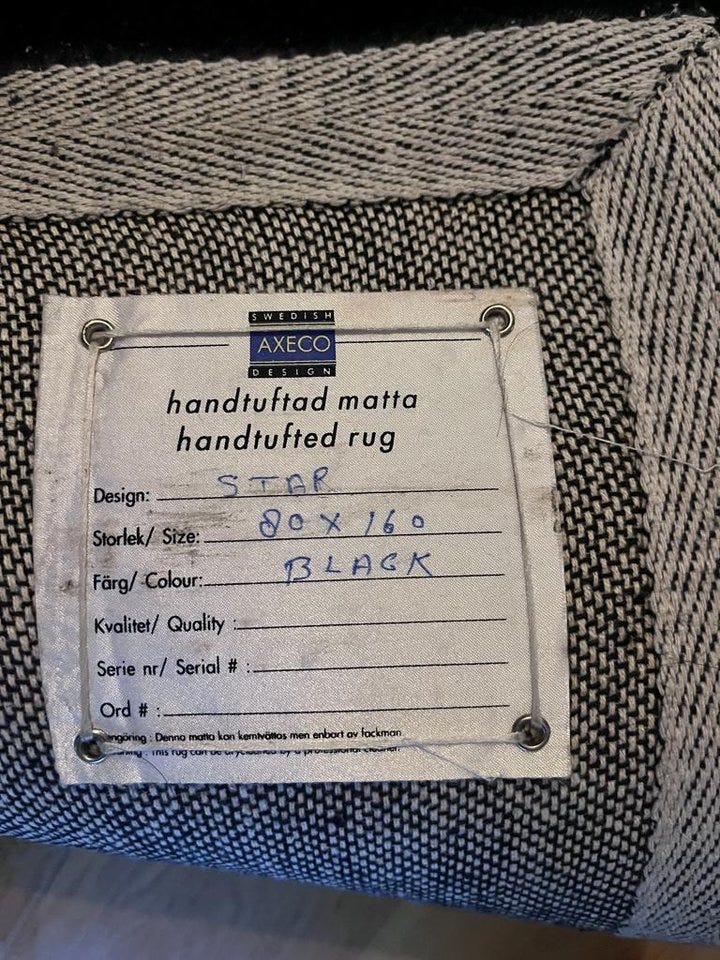 SWEDISH
AXECO
DESIGN
handtuftad matta
handtufted rug
Design: STAR
Storlek/ Size: 80 X 160
Färg/ Colour: BLACK
Kvalitet/ Quality :
Serie nr/ Serial # :
Ord # :
engöring : Denna matta kan kemtvättas men enbart av fackman.
This rug can be drycleaned by a professional cleaner.